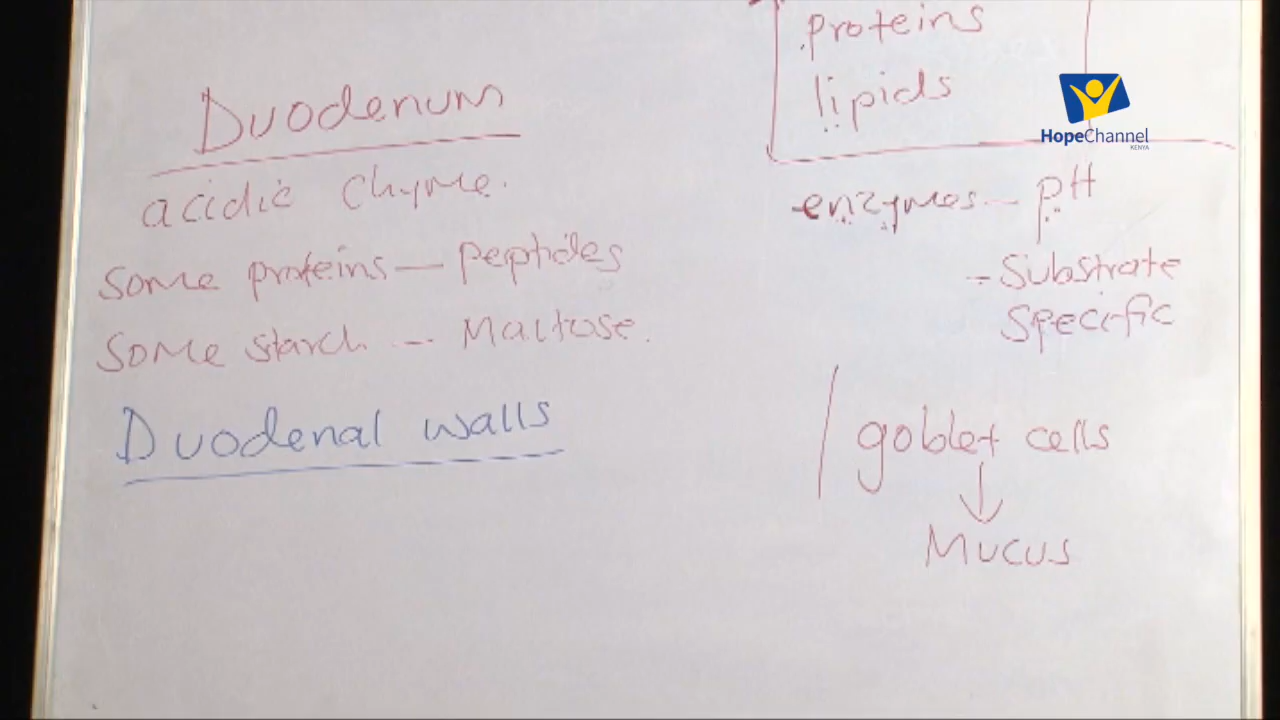 Duodenum
acidic chyme.
Some proteins — peptides
Some starch — Maltose.
Duodenal walls
proteins
lipids
enzymes — pH
- Substrate
Specific
goblet cells
Mucus
HopeChannel
KENYA